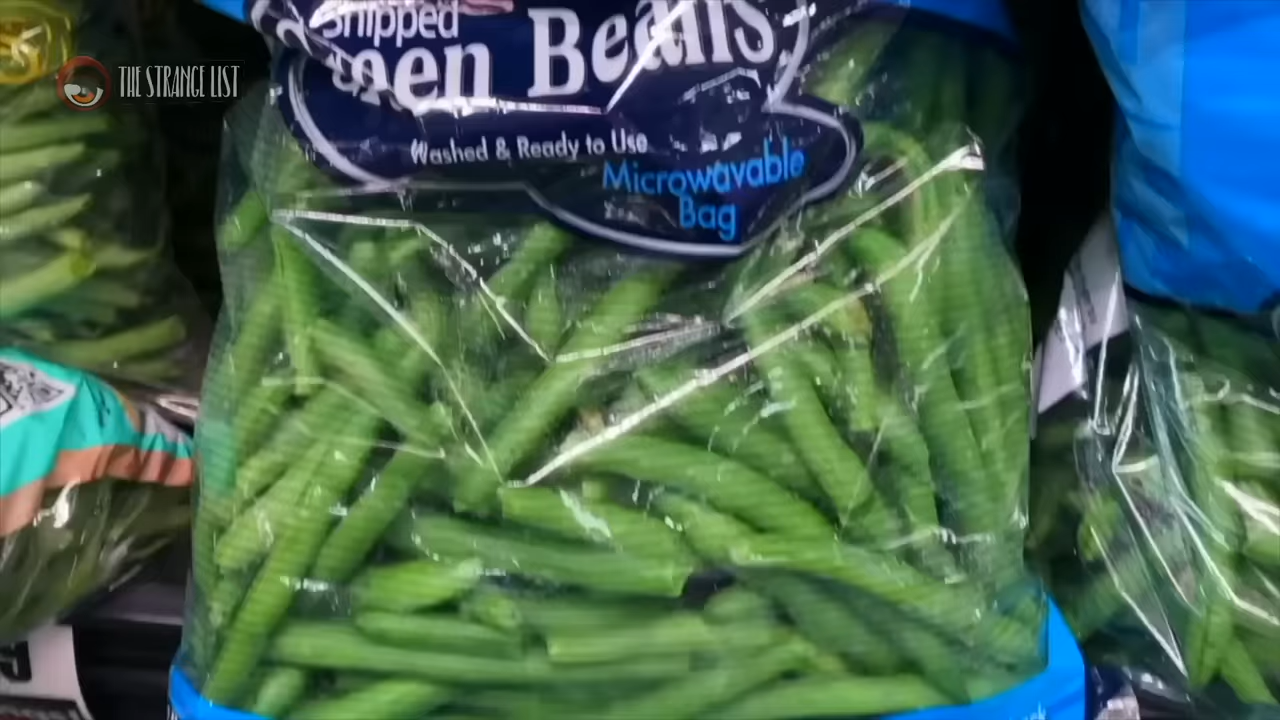 Snipped
Beans
THE STRANGE LIST
Washed & Ready to Use
Microwavable
Bag